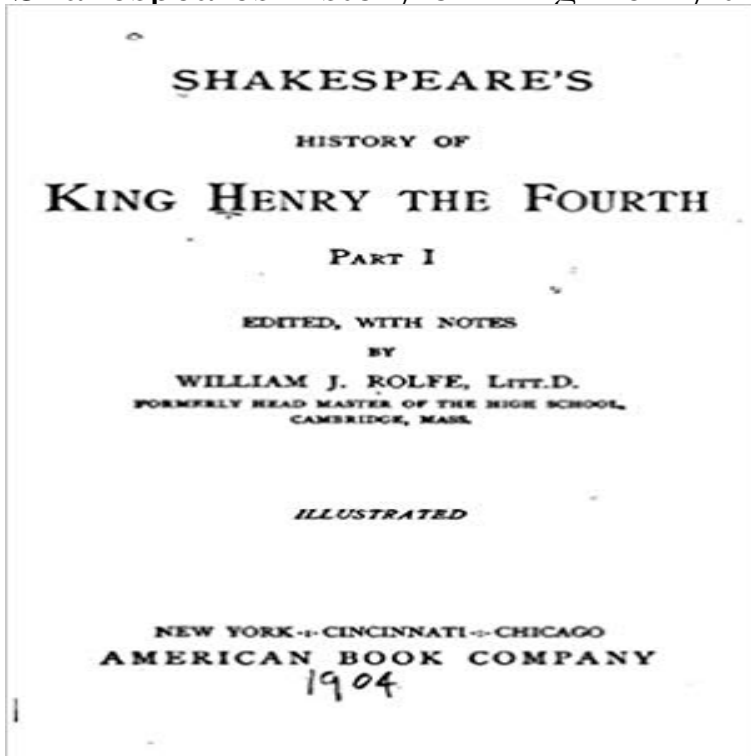 SHAKESPEARE'S
HISTORY OF
KING HENRY THE FOURTH
PART I
EDITED, WITH NOTES
BY
WILLIAM J. ROLFE, LITT.D.
FORMERLY HEAD MASTER OF THE HIGH SCHOOL,
CAMBRIDGE, MASS.
ILLUSTRATED
NEW YORK ·:· CINCINNATI ·:· CHICAGO
AMERICAN BOOK COMPANY
1904